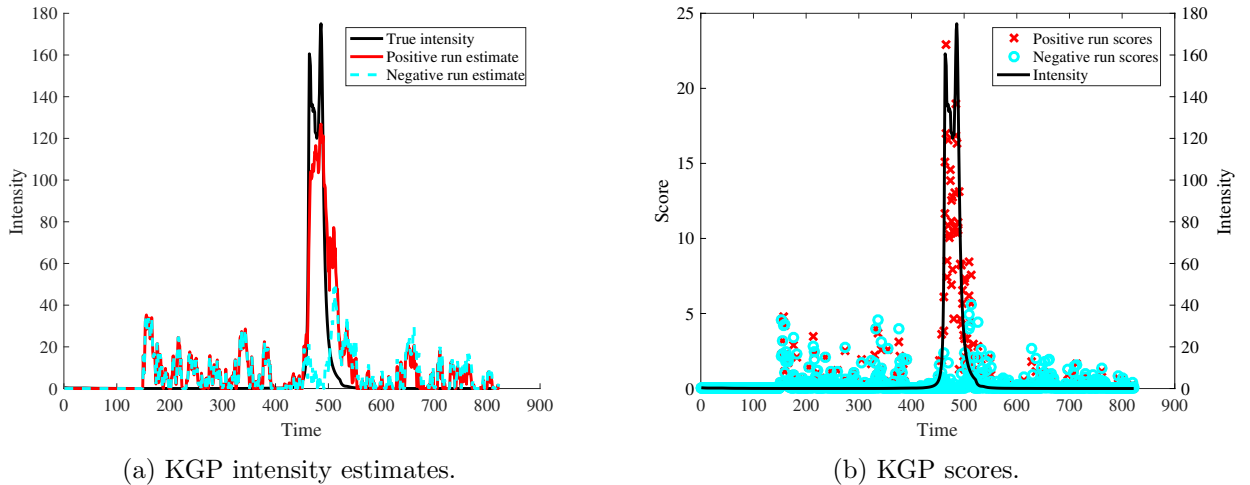 180
160
140
120
100
80
60
40
20
0
Intensity
True intensity
Positive run estimate
Negative run estimate
0 100 200 300 400 500 600 700 800 900
Time
(a) KGP intensity estimates.
25
20
15
10
5
0
Score
Positive run scores
Negative run scores
Intensity
180
160
140
120
100
80
60
40
20
0
Intensity
0 100 200 300 400 500 600 700 800 900
Time
(b) KGP scores.